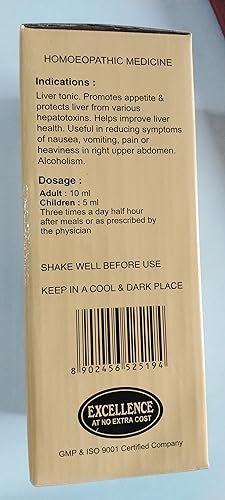 HOMOEOPATHIC MEDICINE
Indications :
Liver tonic. Promotes appetite &
protects liver from various
hepatotoxins. Helps improve liver
health. Useful in reducing symptoms
of nausea, vomiting, pain or
heaviness in right upper abdomen.
Alcoholism.
Dosage :
Adult : 10 ml
Children : 5 ml
Three times a day half hour
after meals or as prescribed by
the physician
SHAKE WELL BEFORE USE
KEEP IN A COOL & DARK PLACE
8 902456 525194
EXCELLENCE
AT NO EXTRA COST
GMP & ISO 9001 Certified Company